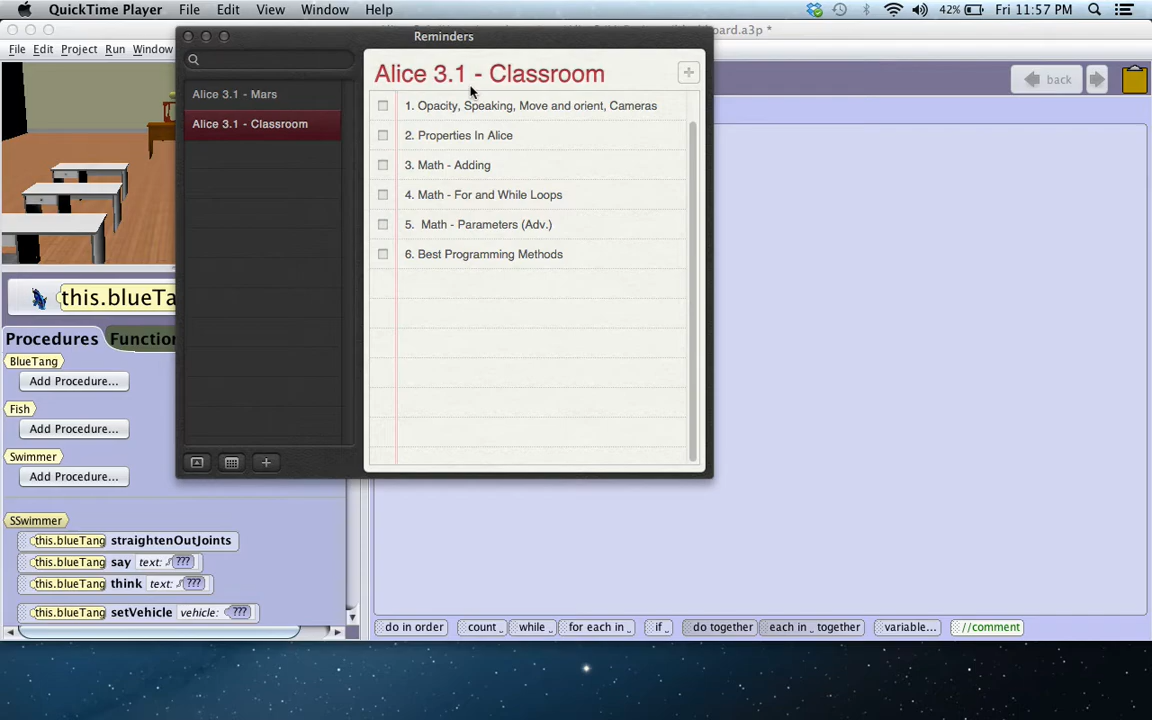 QuickTime Player File Edit View Window Help 42% Fri 11:57 PM
board.a3p *
File Edit Project Run Window
Reminders
Alice 3.1 - Mars
Alice 3.1 - Classroom
Alice 3.1 - Classroom
1. Opacity, Speaking, Move and orient, Cameras
2. Properties In Alice
3. Math - Adding
4. Math - For and While Loops
5. Math - Parameters (Adv.)
6. Best Programming Methods
back
this.blueTa
Procedures Function
BlueTang
Add Procedure...
Fish
Add Procedure...
Swimmer
Add Procedure...
SSwimmer
this.blueTang straightenOutJoints
this.blueTang say text: ???
this.blueTang think text: ???
this.blueTang setVehicle vehicle: ???
do in order count while for each in if do together each in together variable... //comment